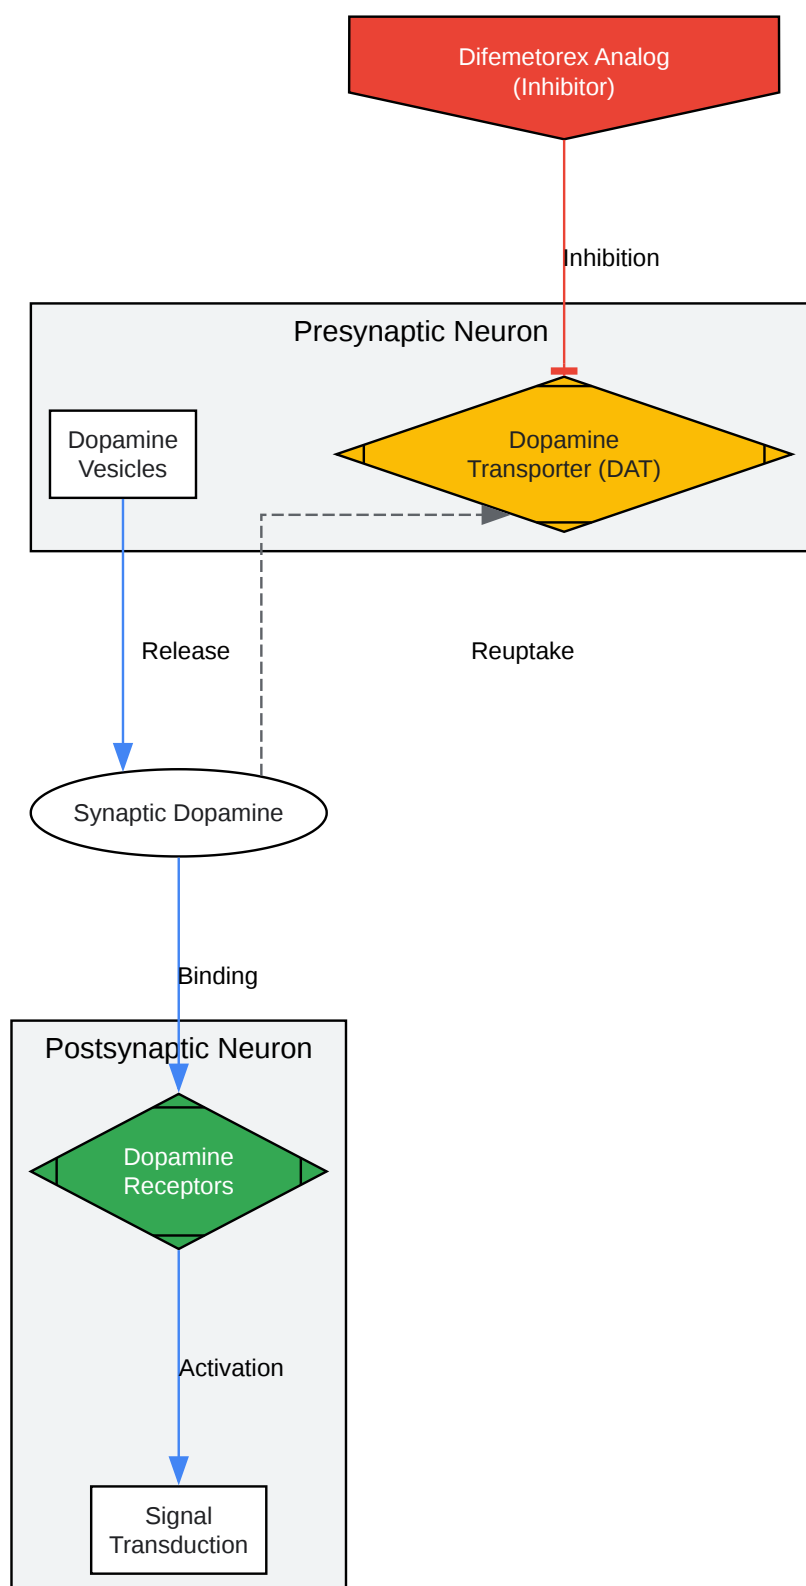 Difemetorex Analog
(Inhibitor)
Inhibition
Presynaptic Neuron
Dopamine
Vesicles
Dopamine
Transporter (DAT)
Release
Reuptake
Synaptic Dopamine
Binding
Postsynaptic Neuron
Dopamine
Receptors
Activation
Signal
Transduction